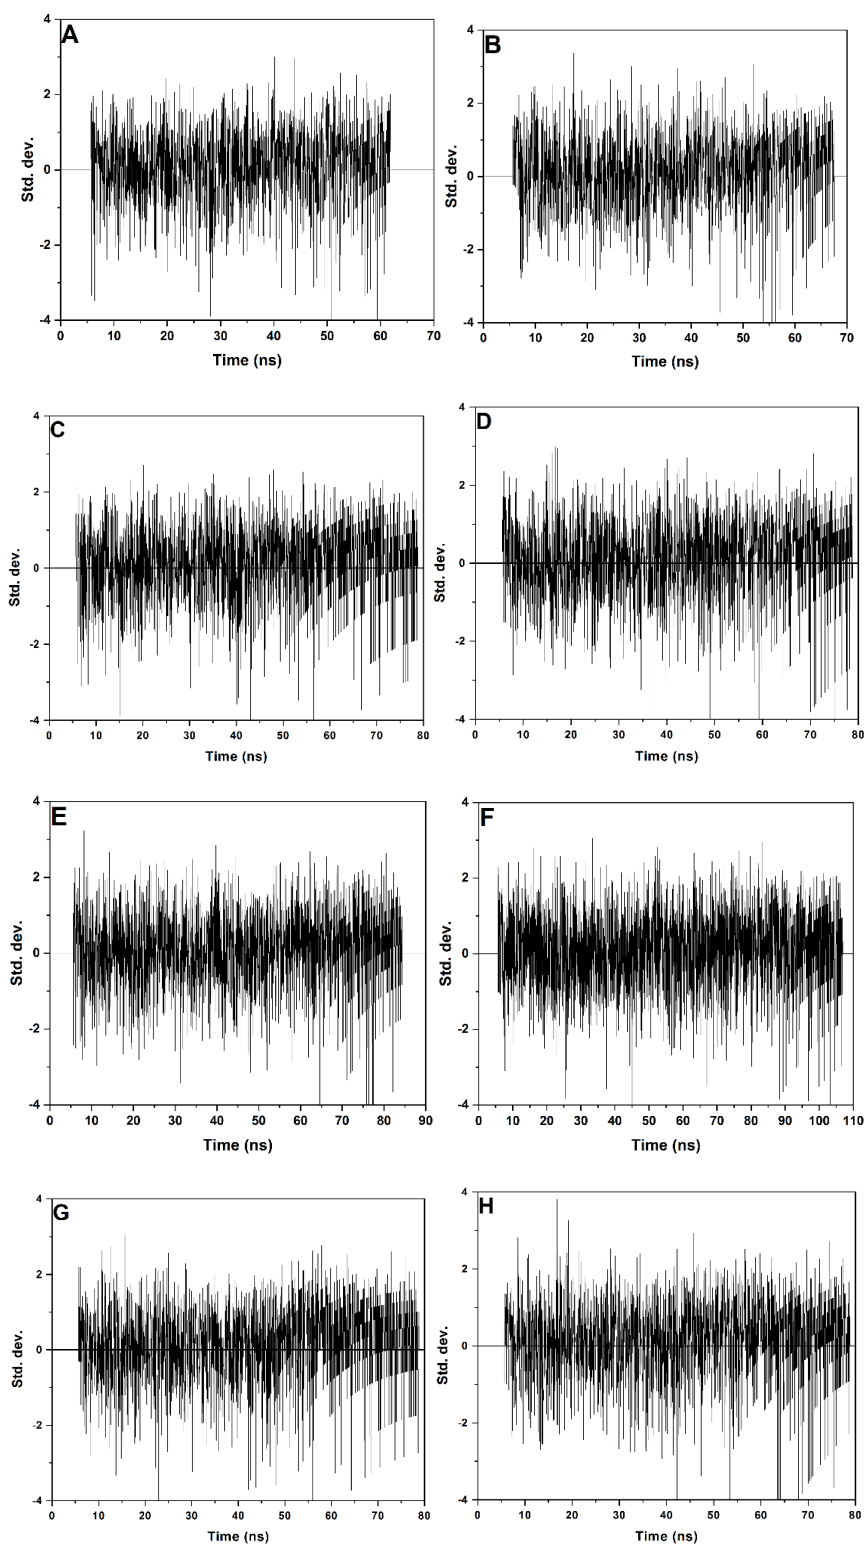 A
4
2
0
-2
-4
Std. dev.
0 10 20 30 40 50 60 70
Time (ns)
B
4
2
0
-2
-4
Std. dev.
0 10 20 30 40 50 60 70
Time (ns)
C
4
2
0
-2
-4
Std. dev.
0 10 20 30 40 50 60 70 80
Time (ns)
D
4
2
0
-2
-4
Std. dev.
0 10 20 30 40 50 60 70 80
Time (ns)
E
4
2
0
-2
-4
Std. dev.
0 10 20 30 40 50 60 70 80 90
Time (ns)
F
4
2
0
-2
-4
Std. dev.
0 10 20 30 40 50 60 70 80 90 100 110
Time (ns)
G
4
2
0
-2
-4
Std. dev.
0 10 20 30 40 50 60 70 80
Time (ns)
H
4
2
0
-2
-4
Std. dev.
0 10 20 30 40 50 60 70 80
Time (ns)